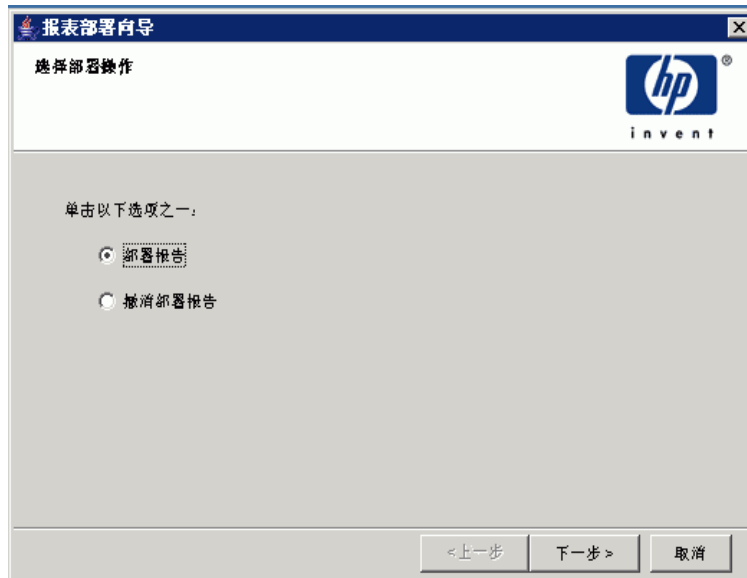 报表部署向导
选择部署操作
hp
®
invent
单击以下选项之一:
部署报告
撤消部署报告
<上一步
下一步>
取消